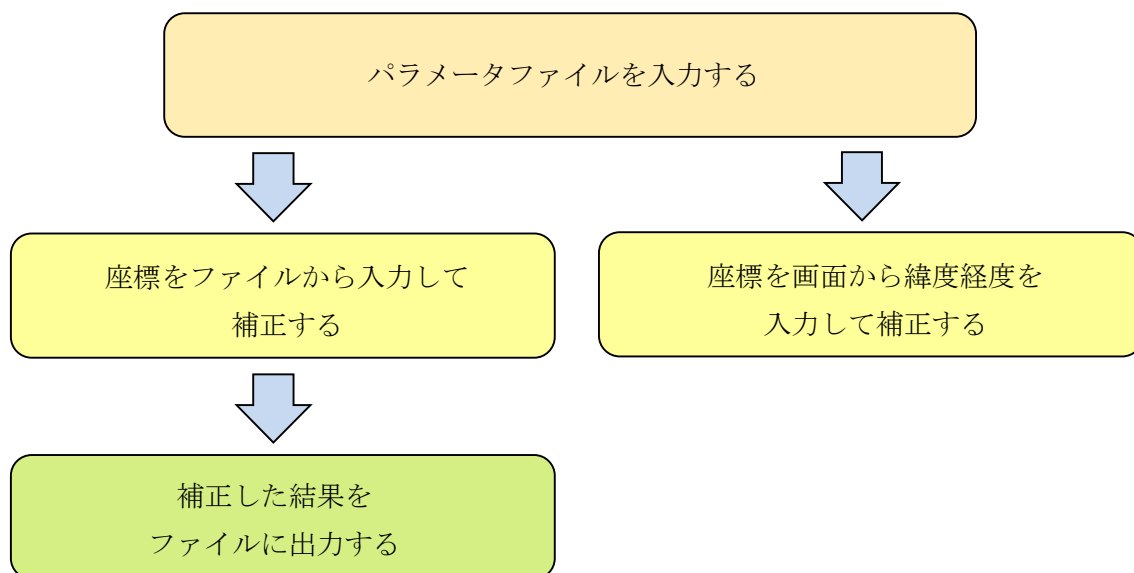 パラメータファイルを入力する
座標をファイルから入力して
補正する
座標を画面から緯度経度を
入力して補正する
補正した結果を
ファイルに出力する